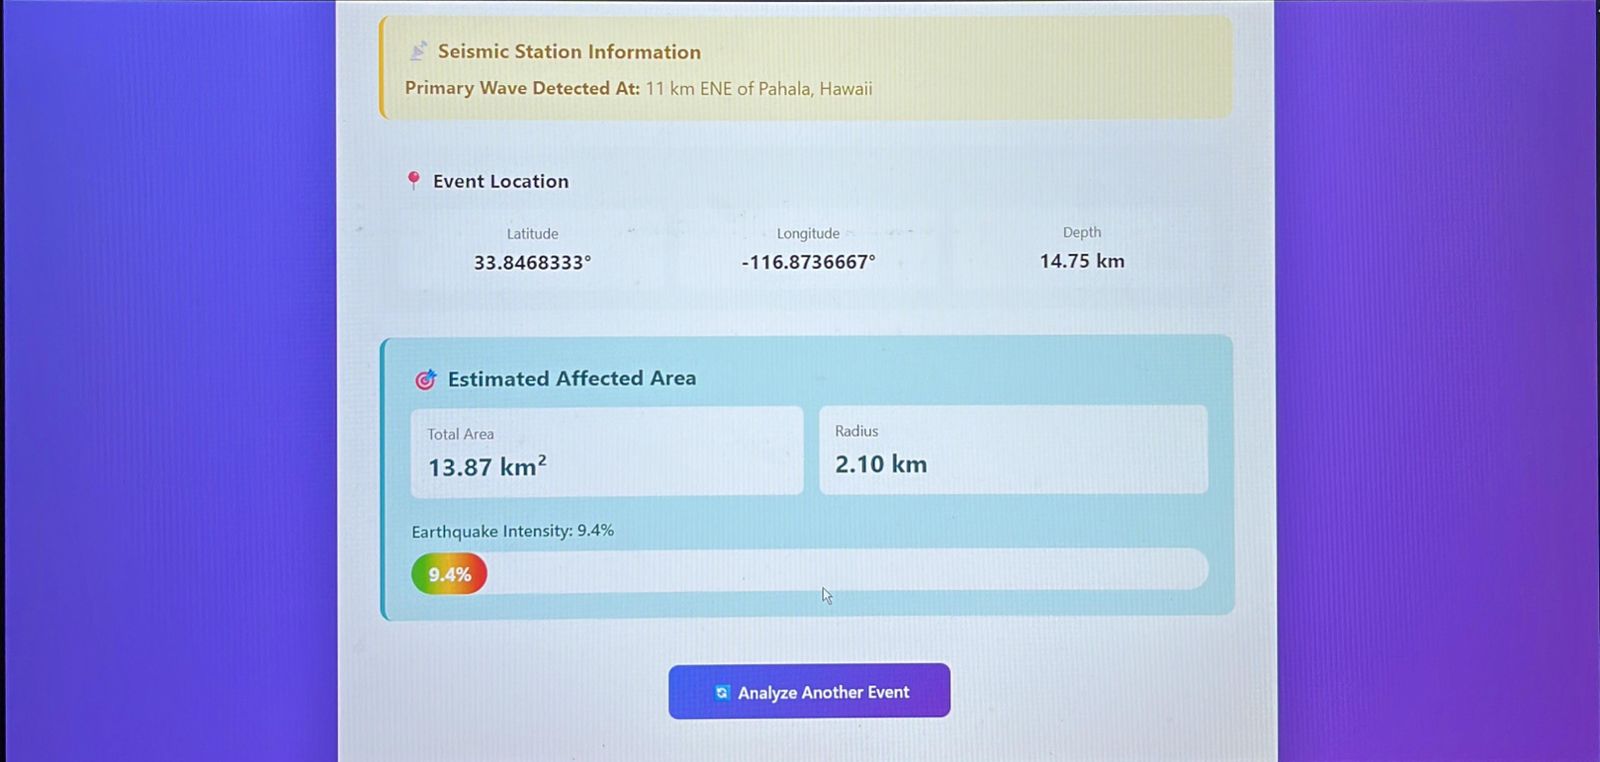 Seismic Station Information
Primary Wave Detected At: 11 km ENE of Pahala, Hawaii
Event Location
Latitude
33.8468333°
Longitude
-116.8736667°
Depth
14.75 km
Estimated Affected Area
Total Area
13.87 km²
Radius
2.10 km
Earthquake Intensity: 9.4%
9.4%
Analyze Another Event